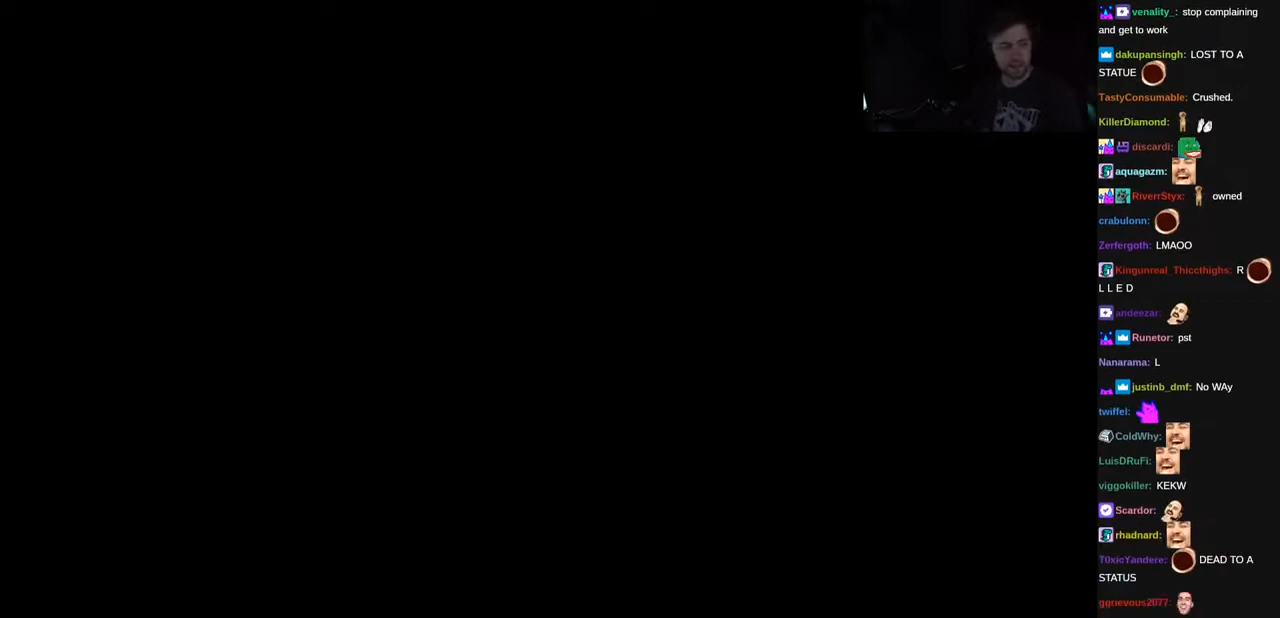 venality_: stop complaining
and get to work
dakupansingh: LOST TO A
STATUE
TastyConsumable: Crushed.
KillerDiamond:
discardi:
aquagazm:
RiverrStyx: owned
crabulonn:
Zerfergoth: LMAOO
Kingunreal_Thiccthighs: R
L L E D
andeezar:
Runetor: pst
Nanarama: L
justinb_dmf: No WAy
twiffel:
ColdWhy:
LuisDRuFi:
viggokiller: KEKW
Scardor:
rhadnard:
T0xicYandere: DEAD TO A
STATUS
ggrievous2077: